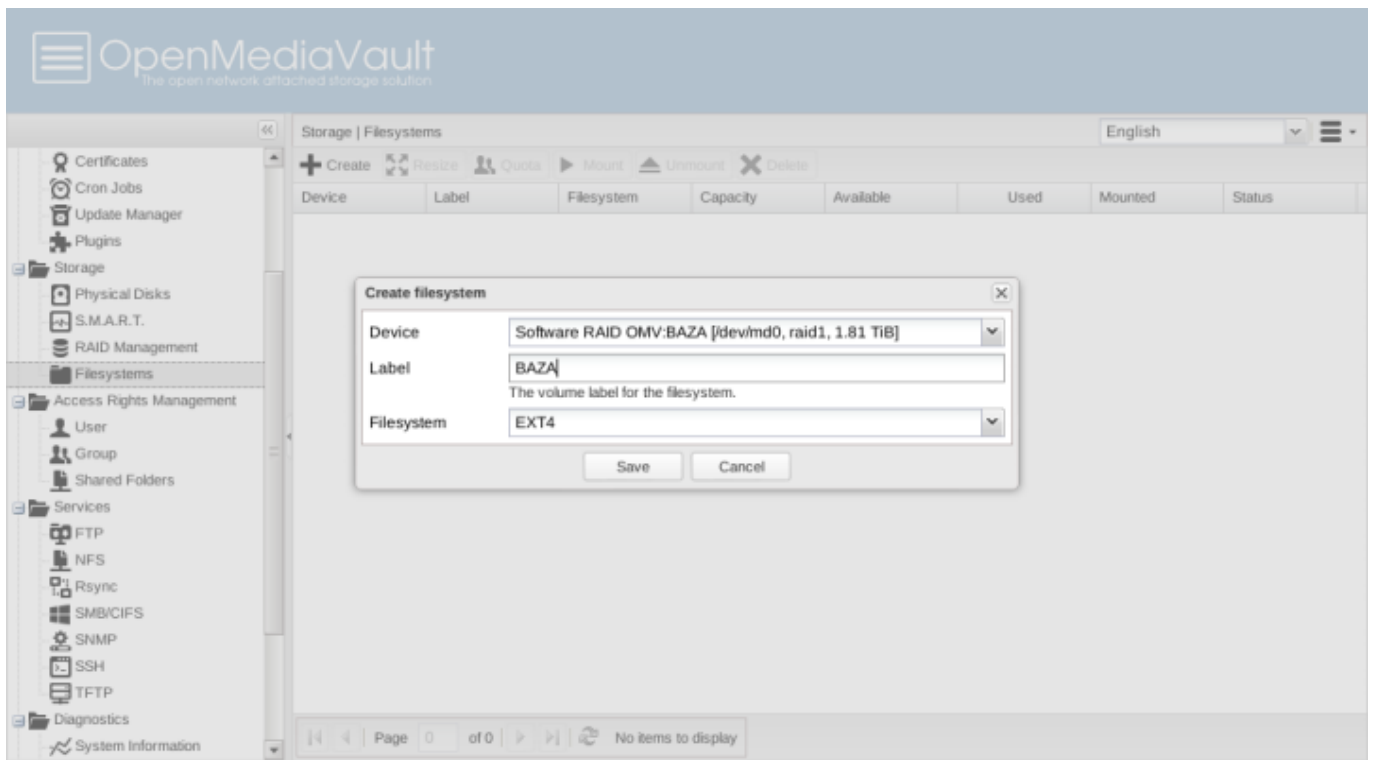 OpenMediaVault
The open network attached storage solution
Storage | Filesystems
English
Create Resize Quota Mount Unmount Delete
Device Label Filesystem Capacity Available Used Mounted Status
Certificates
Cron Jobs
Update Manager
Plugins
Storage
Physical Disks
S.M.A.R.T.
RAID Management
Filesystems
Access Rights Management
User
Group
Shared Folders
Services
FTP
NFS
Rsync
SMB/CIFS
SNMP
SSH
TFTP
Diagnostics
System Information
Create filesystem
Device Software RAID OMV:BAZA [/dev/md0, raid1, 1.81 TiB]
Label BAZA
The volume label for the filesystem.
Filesystem EXT4
Save Cancel
Page 0 of 0 No items to display